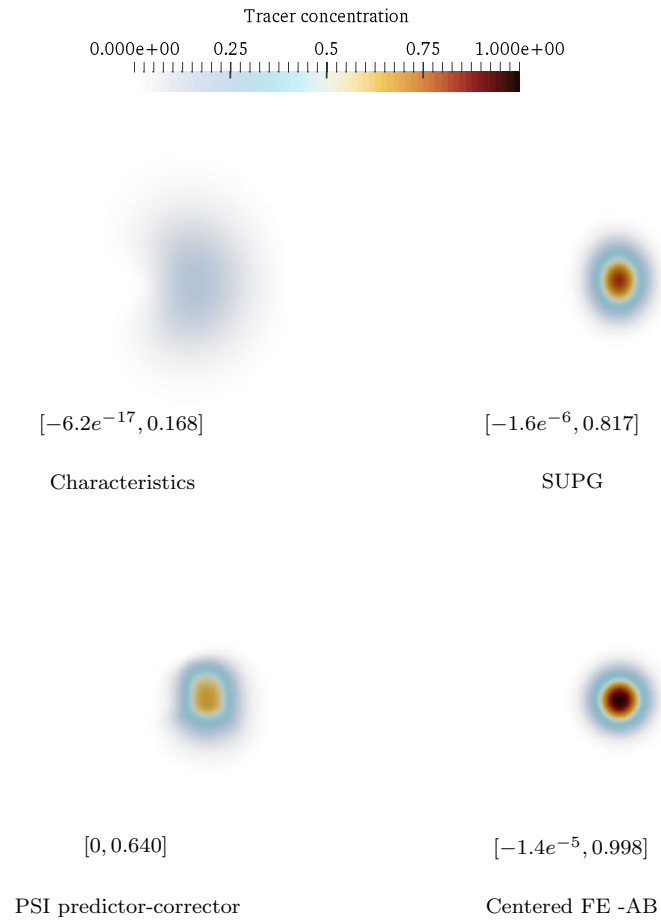 Tracer concentration
0.000e+00 0.25 0.5 0.75 1.000e+00
[−6.2e⁻¹⁷, 0.168] [−1.6e⁻⁶, 0.817]
Characteristics SUPG
[0, 0.640] [−1.4e⁻⁵, 0.998]
PSI predictor-corrector Centered FE -AB